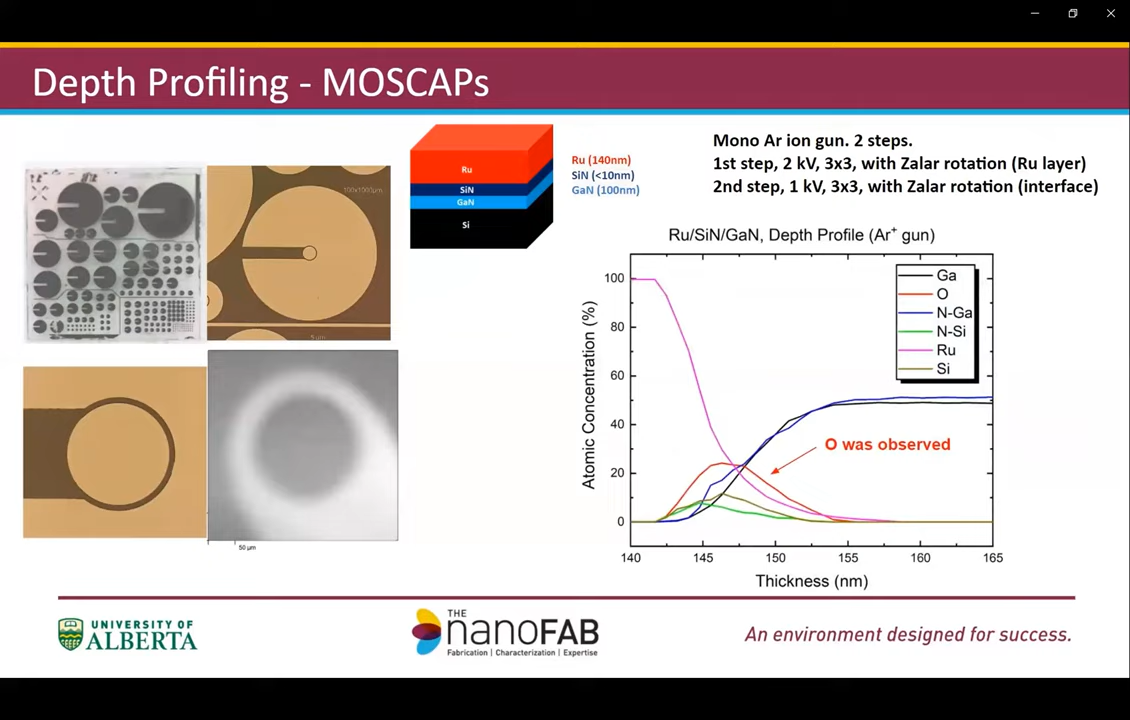 Depth Profiling - MOSCAPs
Ru
SiN
GaN
Si
Ru (140nm)
SiN (<10nm)
GaN (100nm)
Mono Ar ion gun. 2 steps.
1st step, 2 kV, 3x3, with Zalar rotation (Ru layer)
2nd step, 1 kV, 3x3, with Zalar rotation (interface)
50 µm
Ru/SiN/GaN, Depth Profile (Ar⁺ gun)
Atomic Concentration (%)
100
80
60
40
20
0
Ga
O
N-Ga
N-Si
Ru
Si
O was observed
140
145
150
155
160
165
Thickness (nm)
UNIVERSITY OF
ALBERTA
THE
nanoFAB
Fabrication | Characterization | Expertise
An environment designed for success.